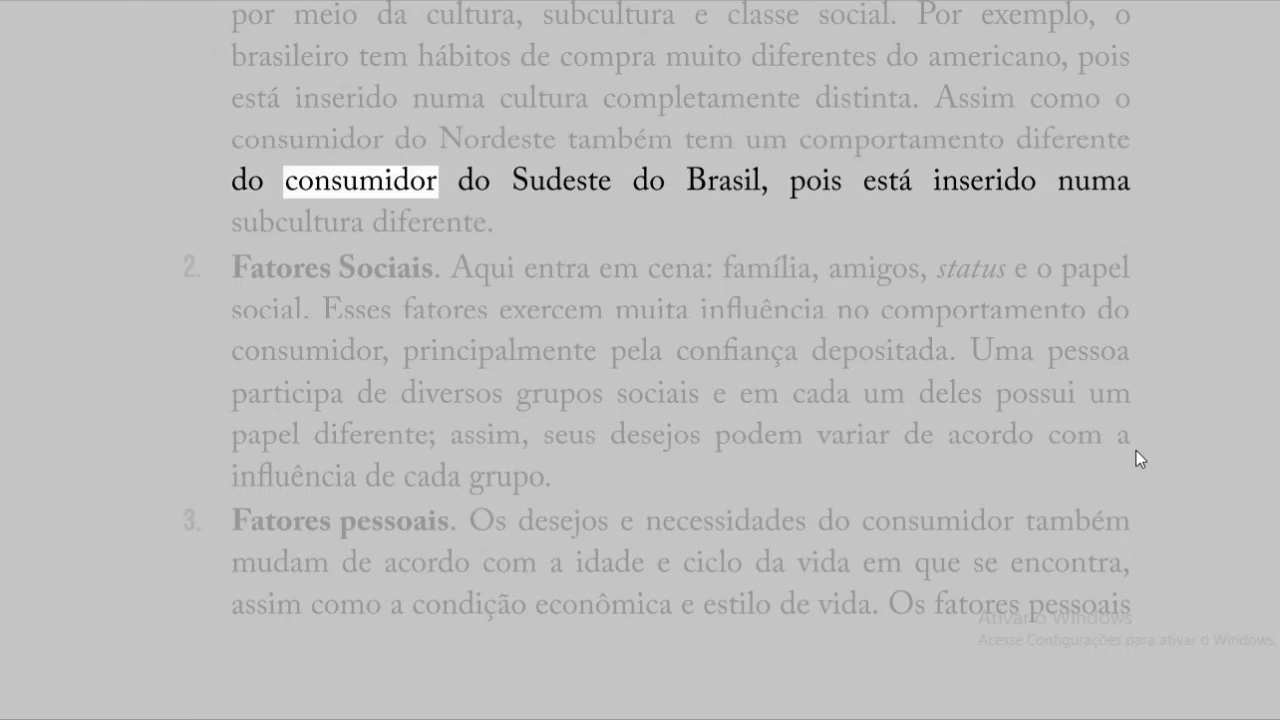 por meio da cultura, subcultura e classe social. Por exemplo, o
brasileiro tem hábitos de compra muito diferentes do americano, pois
está inserido numa cultura completamente distinta. Assim como o
consumidor do Nordeste também tem um comportamento diferente
do consumidor do Sudeste do Brasil, pois está inserido numa
subcultura diferente.
2. Fatores Sociais. Aqui entra em cena: família, amigos, status e o papel
social. Esses fatores exercem muita influência no comportamento do
consumidor, principalmente pela confiança depositada. Uma pessoa
participa de diversos grupos sociais e em cada um deles possui um
papel diferente; assim, seus desejos podem variar de acordo com a
influência de cada grupo.
3. Fatores pessoais. Os desejos e necessidades do consumidor também
mudam de acordo com a idade e ciclo da vida em que se encontra,
assim como a condição econômica e estilo de vida. Os fatores pessoais
Ativar o Windows
Acesse Configurações para ativar o Windows.